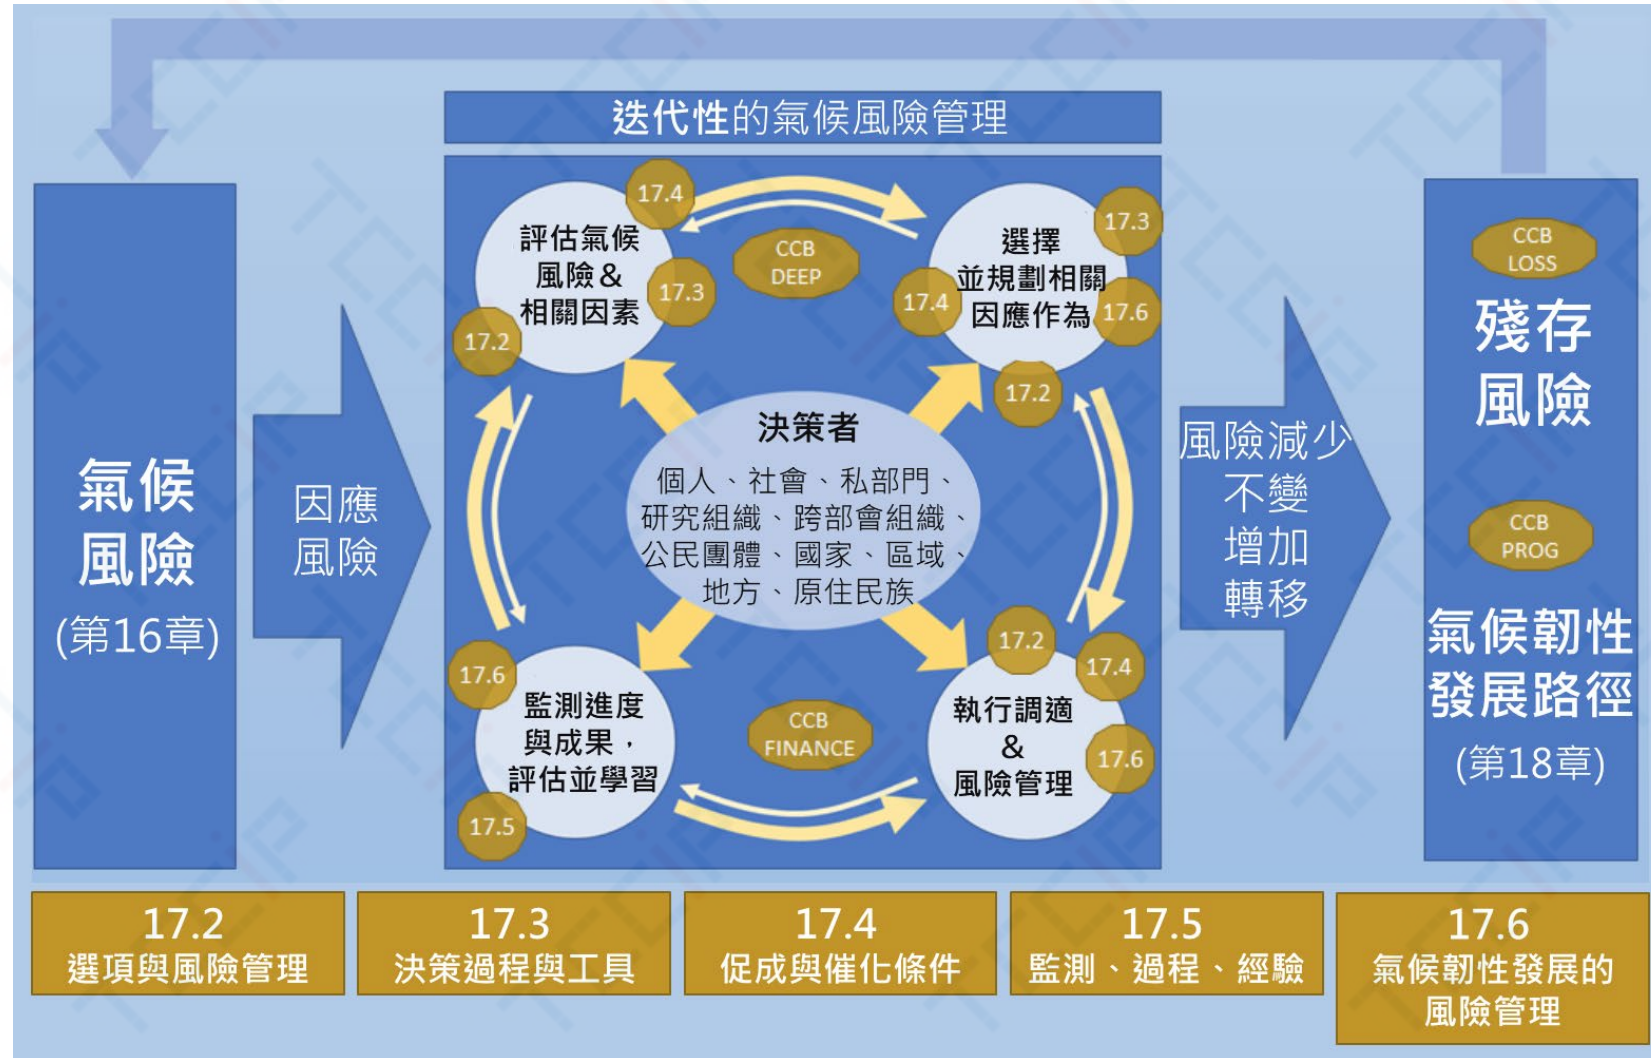 迭代性的氣候風險管理
氣候
風險
(第16章)
因應
風險
17.4
評估氣候
風險&
相關因素
17.3
17.2
CCB
DEEP
17.3
選擇
並規劃相關
因應作為
17.4
17.6
17.2
決策者
個人、社會、私部門、
研究組織、跨部會組織、
公民團體、國家、區域、
地方、原住民族
17.6
監測進度
與成果，
評估並學習
17.5
CCB
FINANCE
17.2
17.4
執行調適
&
風險管理
17.6
風險減少
不變
增加
轉移
CCB
LOSS
殘存
風險
CCB
PROG
氣候韌性
發展路徑
(第18章)
17.2
選項與風險管理
17.3
決策過程與工具
17.4
促成與催化條件
17.5
監測、過程、經驗
17.6
氣候韌性發展的
風險管理
TCCIP